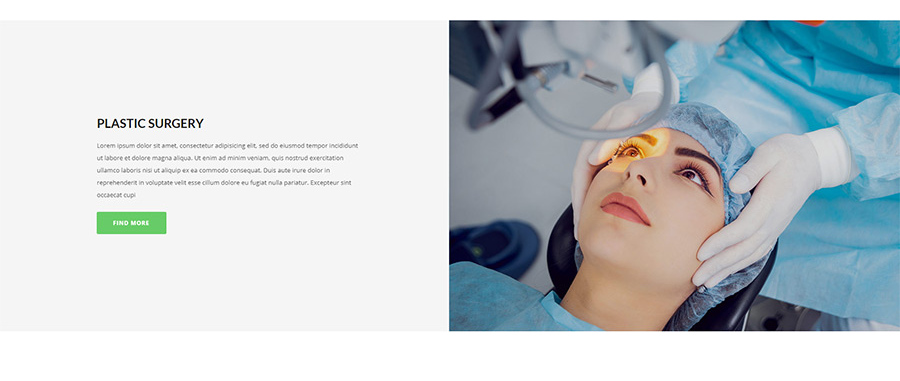 PLASTIC SURGERY
Lorem ipsum dolor sit amet, consectetur adipisicing elit, sed do eiusmod tempor incididunt
ut labore et dolore magna aliqua. Ut enim ad minim veniam, quis nostrud exercitation
ullamco laboris nisi ut aliquip ex ea commodo consequat. Duis aute irure dolor in
reprehenderit in voluptate velit esse cillum dolore eu fugiat nulla pariatur. Excepteur sint
occaecat cupi
FIND MORE